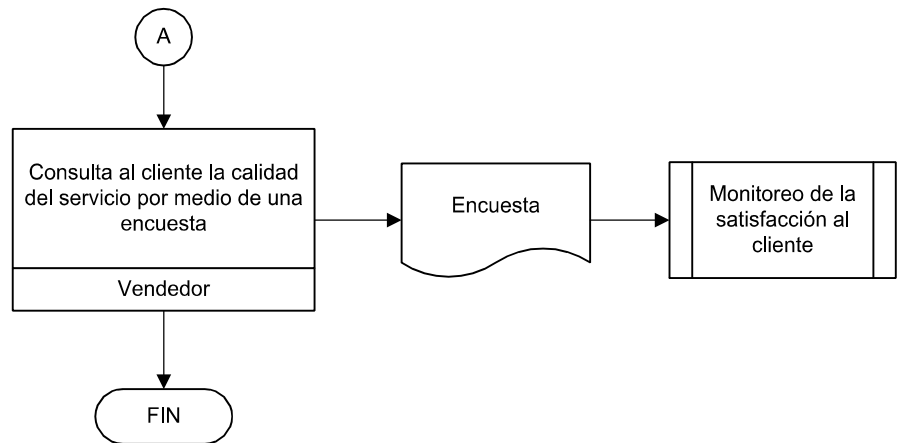 A
Consulta al cliente la calidad
del servicio por medio de una
encuesta
Vendedor
Encuesta
Monitoreo de la
satisfacción al
cliente
FIN